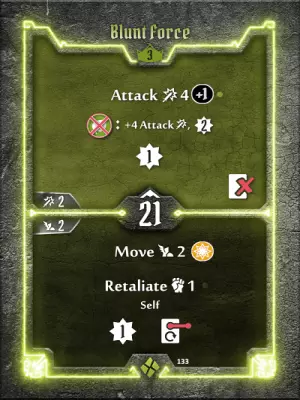 Blunt Force
3
Attack 4 +1
: +4 Attack, 2
1
2
21
2
Move 2
Retaliate 1
Self
1
133